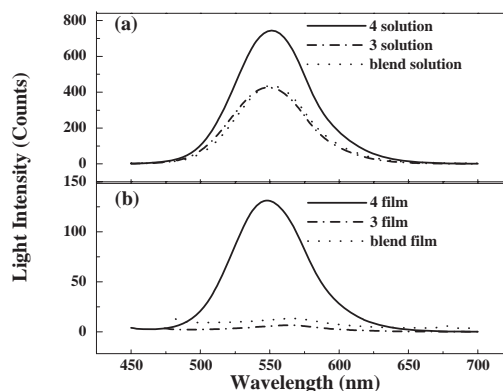 Light Intensity (Counts)
(a)
4 solution
3 solution
blend solution
800
600
400
200
0
150
(b)
4 film
3 film
blend film
100
50
0
450 500 550 600 650 700
Wavelength (nm)